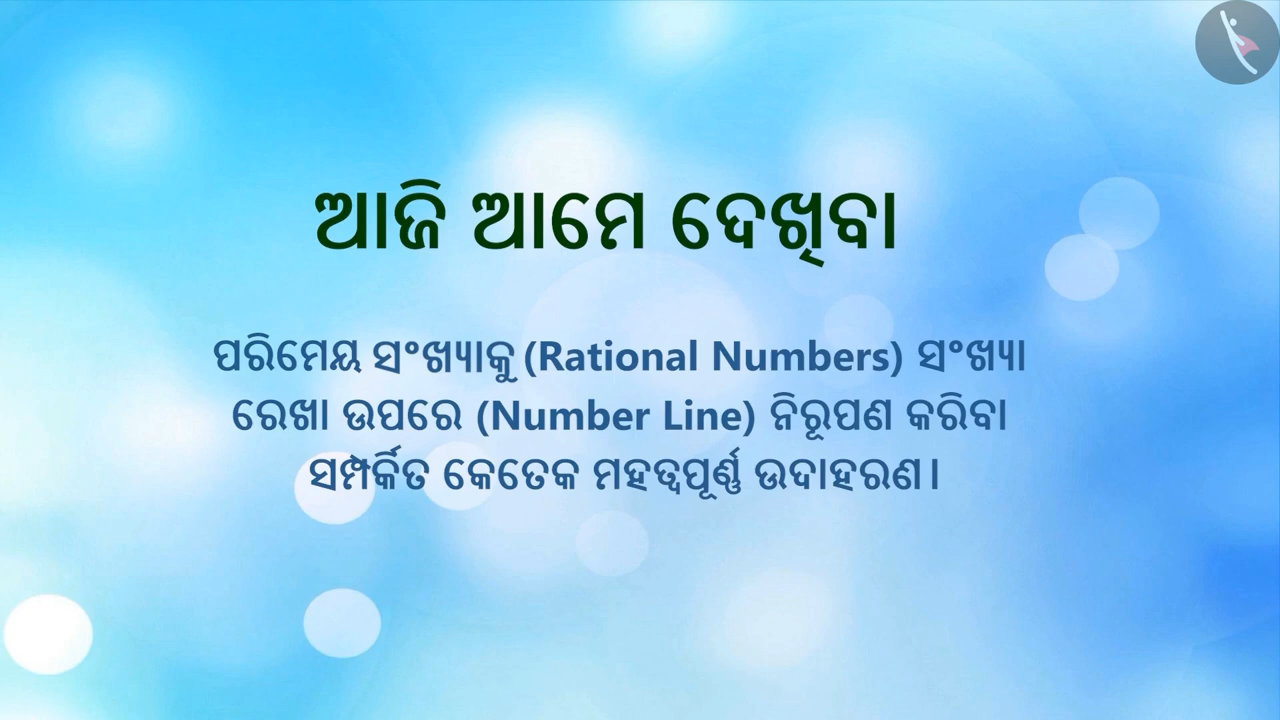 ଆଜି ଆମେ ଦେଖିବା
ପରିମେୟ ସଂଖ୍ୟାକୁ (Rational Numbers) ସଂଖ୍ୟା
ରେଖା ଉପରେ (Number Line) ନିରୂପଣ କରିବା
ସମ୍ପର୍କିତ କେତେକ ମହତ୍ୱପୂର୍ଣ୍ଣ ଉଦାହରଣ।